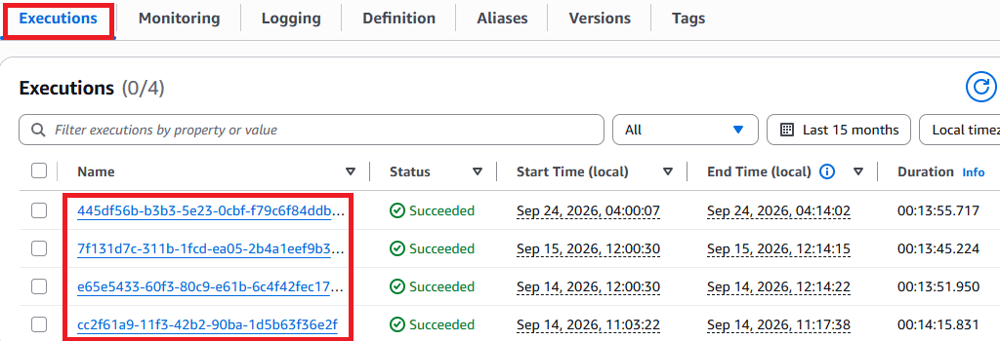 Executions Monitoring Logging Definition Aliases Versions Tags
Executions (0/4)
Filter executions by property or value All Last 15 months Local timez
Name Status Start Time (local) End Time (local) Duration Info
445df56b-b3b3-5e23-0cbf-f79c6f84ddb... Succeeded Sep 24, 2026, 04:00:07 Sep 24, 2026, 04:14:02 00:13:55.717
7f131d7c-311b-1fcd-ea05-2b4a1eef9b3... Succeeded Sep 15, 2026, 12:00:30 Sep 15, 2026, 12:14:15 00:13:45.224
e65e5433-60f3-80c9-e61b-6c4f42fec17... Succeeded Sep 14, 2026, 12:00:30 Sep 14, 2026, 12:14:22 00:13:51.950
cc2f61a9-11f3-42b2-90ba-1d5b63f36e2f Succeeded Sep 14, 2026, 11:03:22 Sep 14, 2026, 11:17:38 00:14:15.831